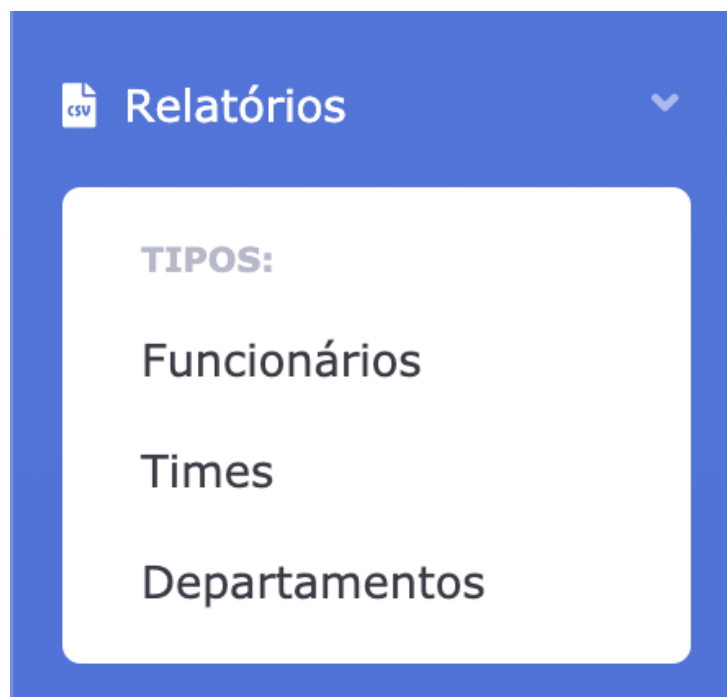 CSV Relatórios
TIPOS:
Funcionários
Times
Departamentos